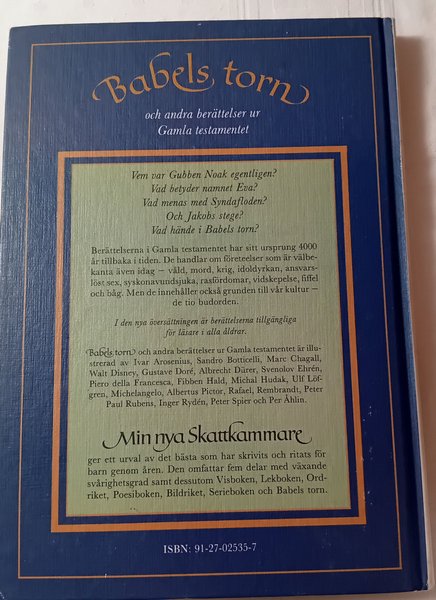 Babels torn
och andra berättelser ur
Gamla testamentet
Vem var Gubben Noak egentligen?
Vad betyder namnet Eva?
Vad menas med Syndafloden?
Och Jakobs stege?
Vad hände i Babels torn?
Berättelserna i Gamla testamentet har sitt ursprung 4000
år tillbaka i tiden. De handlar om företeelser som är välbe-
kanta även idag – våld, mord, krig, idoldyrkan, ansvars-
löst sex, syskonavundsjuka, rasfördomar, vidskepelse, fiffel
och båg. Men de innehåller också grunden till vår kultur –
de tio budorden.
I den nya översättningen är berättelserna tillgängliga
för läsare i alla åldrar.
Babels torn och andra berättelser ur Gamla testamentet är illu-
strerad av Ivar Arosenius, Sandro Botticelli, Marc Chagall,
Walt Disney, Gustave Doré, Albrecht Dürer, Svenolov Ehrén,
Piero della Francesca, Fibben Hald, Michal Hudak, Ulf Löf-
gren, Michelangelo, Albertus Pictor, Rafael, Rembrandt, Peter
Paul Rubens, Inger Rydén, Peter Spier och Per Åhlin.
Min nya Skattkammare
ger ett urval av det bästa som har skrivits och ritats för
barn genom åren. Den omfattar fem delar med växande
svårighetsgrad samt dessutom Visboken, Lekboken, Ord-
riket, Poesiboken, Bildriket, Serieboken och Babels torn.
ISBN: 91-27-02535-7